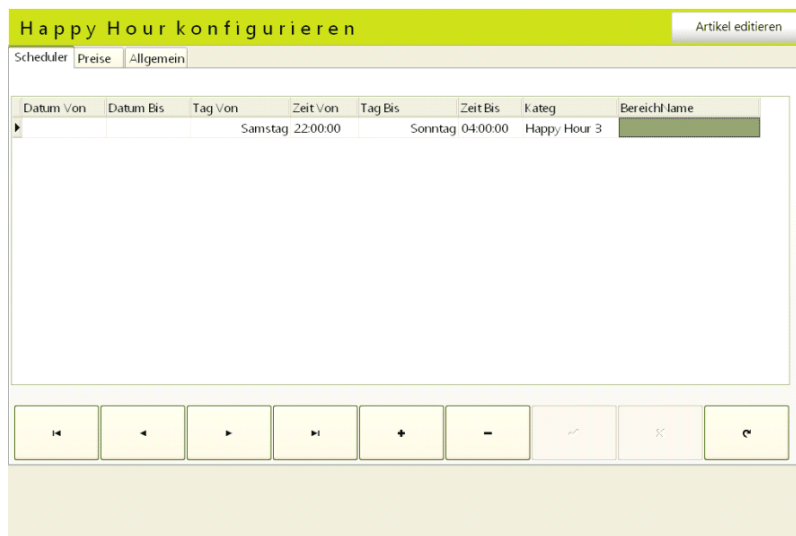 Happy Hour konfigurieren
Artikel editieren
Scheduler Preise Allgemein
Datum Von Datum Bis Tag Von Zeit Von Tag Bis Zeit Bis Kateg BereichName
Samstag 22:00:00 Sonntag 04:00:00 Happy Hour 3